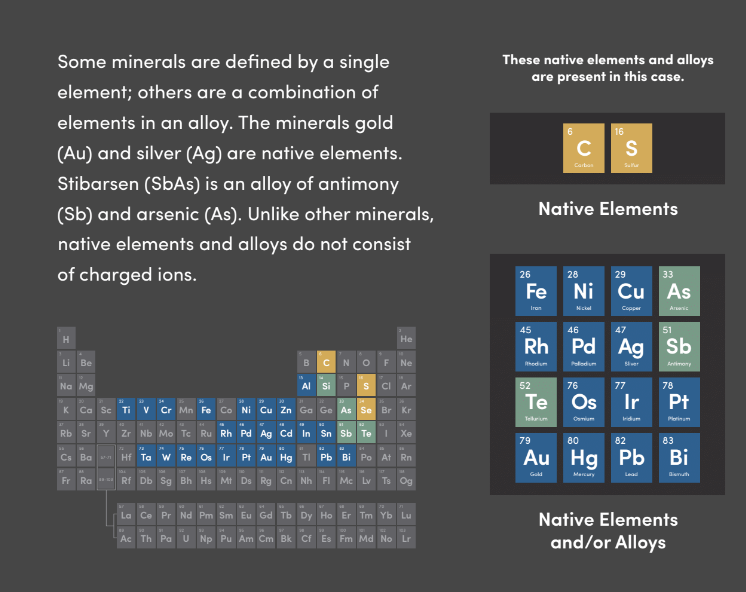 Some minerals are defined by a single
element; others are a combination of
elements in an alloy. The minerals gold
(Au) and silver (Ag) are native elements.
Stibarsen (SbAs) is an alloy of antimony
(Sb) and arsenic (As). Unlike other minerals,
native elements and alloys do not consist
of charged ions.
These native elements and alloys
are present in this case.
6 16
C S
Carbon Sulfur
Native Elements
26 28 29 33
Fe Ni Cu As
Iron Nickel Copper Arsenic
45 46 47 51
Rh Pd Ag Sb
Rhodium Palladium Silver Antimony
52 76 77 78
Te Os Ir Pt
Tellurium Osmium Iridium Platinum
79 80 82 83
Au Hg Pb Bi
Gold Mercury Lead Bismuth
Native Elements
and/or Alloys
H He
Li Be B C N O F Ne
Na Mg Al Si P S Cl Ar
K Ca Sc Ti V Cr Mn Fe Co Ni Cu Zn Ga Ge As Se Br Kr
Rb Sr Y Zr Nb Mo Tc Ru Rh Pd Ag Cd In Sn Sb Te I Xe
Cs Ba Hf Ta W Re Os Ir Pt Au Hg Tl Pb Bi Po At Rn
Fr Ra Rf Db Sg Bh Hs Mt Ds Rg Cn Nh Fl Mc Lv Ts Og
La Ce Pr Nd Pm Sm Eu Gd Tb Dy Ho Er Tm Yb Lu
Ac Th Pa U Np Pu Am Cm Bk Cf Es Fm Md No Lr